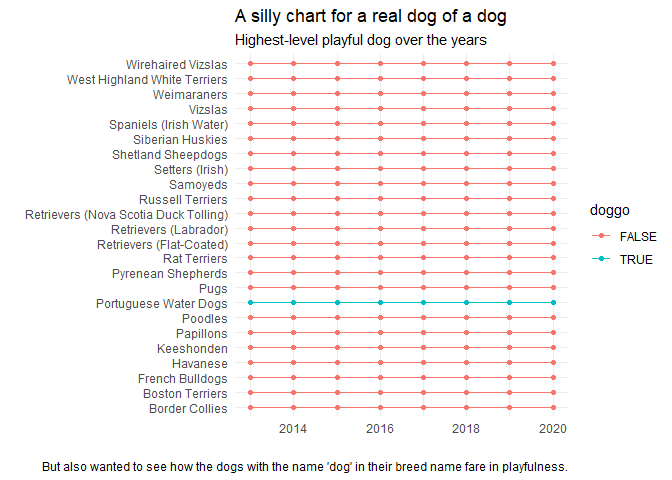 A silly chart for a real dog of a dog
Highest-level playful dog over the years
Wirehaired Vizslas
West Highland White Terriers
Weimaraners
Vizslas
Spaniels (Irish Water)
Siberian Huskies
Shetland Sheepdogs
Setters (Irish)
Samoyeds
Russell Terriers
Retrievers (Nova Scotia Duck Tolling)
Retrievers (Labrador)
Retrievers (Flat-Coated)
Rat Terriers
Pyrenean Shepherds
Pugs
Portuguese Water Dogs
Poodles
Papillons
Keeshonden
Havanese
French Bulldogs
Boston Terriers
Border Collies
2014 2016 2018 2020
doggo
FALSE
TRUE
But also wanted to see how the dogs with the name 'dog' in their breed name fare in playfulness.